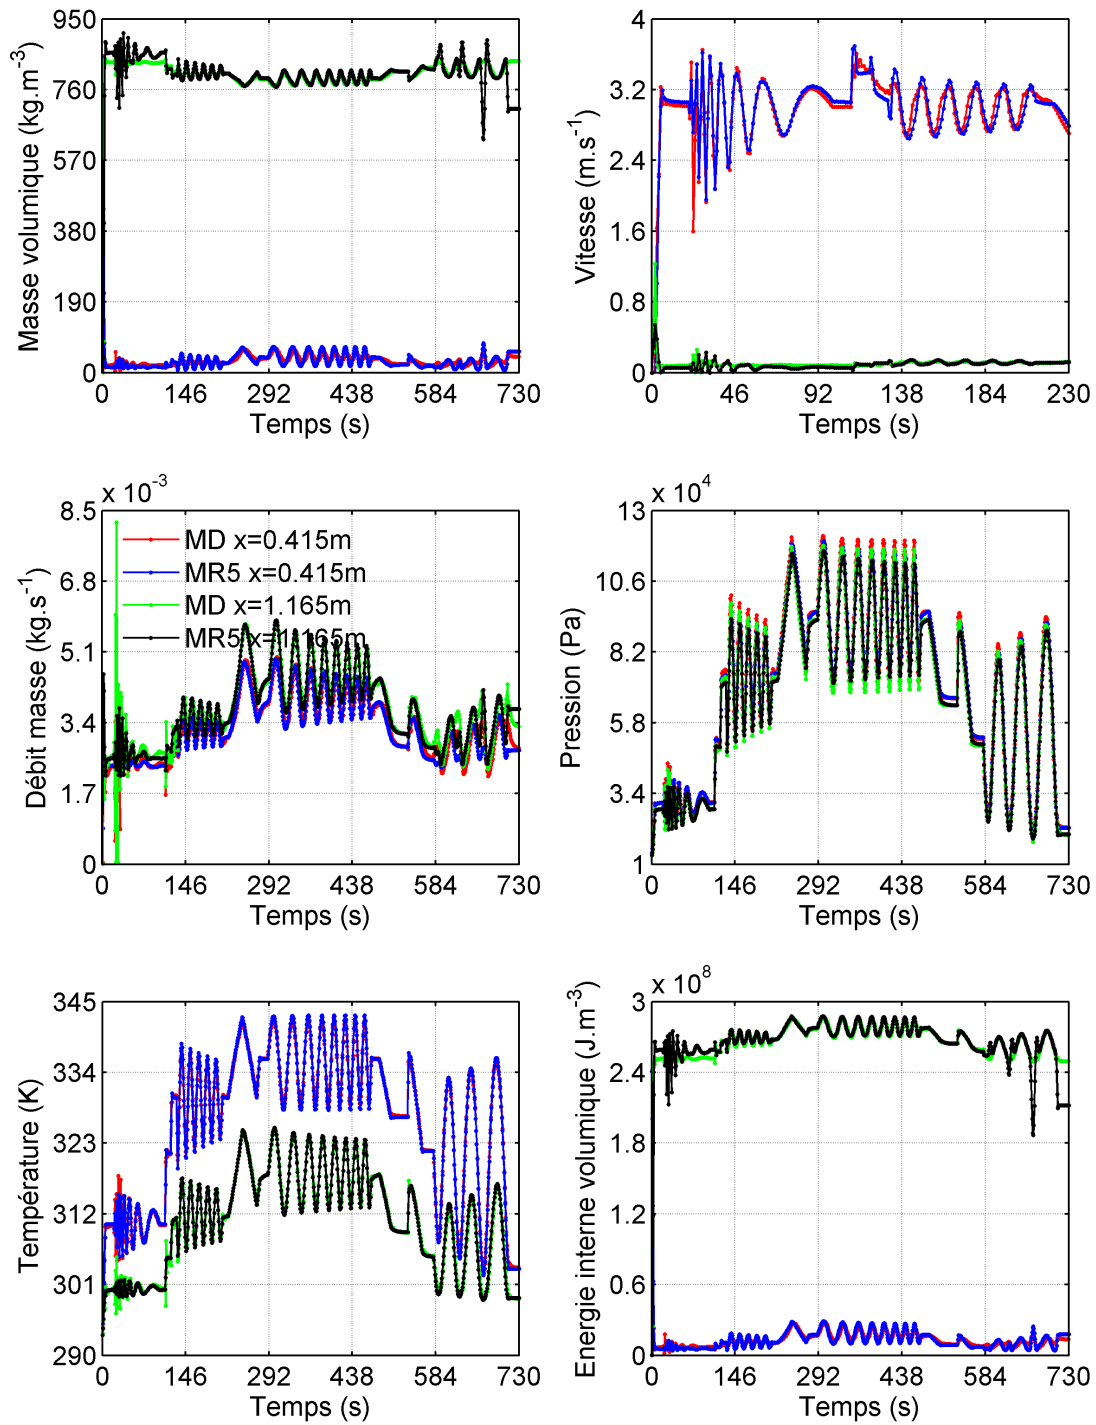 950
760
570
380
190
0
Masse volumique (kg.m⁻³)
0 146 292 438 584 730
Temps (s)
4
3.2
2.4
1.6
0.8
0
Vitesse (m.s⁻¹)
0 46 92 138 184 230
Temps (s)
x 10⁻³
8.5
6.8
5.1
3.4
1.7
0
Débit masse (kg.s⁻¹)
MD x=0.415m
MR5 x=0.415m
MD x=1.165m
MR5 x=1.165m
0 146 292 438 584 730
Temps (s)
x 10⁴
13
10.6
8.2
5.8
3.4
1
Pression (Pa)
0 146 292 438 584 730
Temps (s)
345
334
323
312
301
290
Température (K)
0 146 292 438 584 730
Temps (s)
x 10⁸
3
2.4
1.8
1.2
0.6
0
Energie interne volumique (J.m⁻³)
0 146 292 438 584 730
Temps (s)